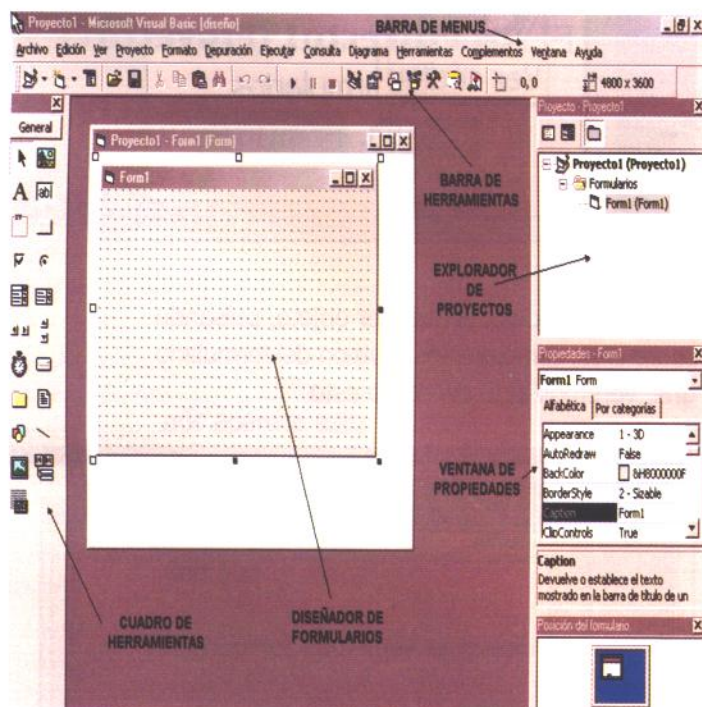 Proyecto1 - Microsoft Visual Basic [diseño]
BARRA DE MENUS
Archivo Edición Ver Proyecto Formato Depuración Ejecutar Consulta Diagrama Herramientas Complementos Ventana Ayuda
0, 0
4800 x 3600
General
Proyecto1 - Form1 (Form)
Form1
BARRA DE
HERRAMIENTAS
Proyecto - Proyecto1
Proyecto1 (Proyecto1)
Formularios
Form1 (Form1)
EXPLORADOR
DE
PROYECTOS
Propiedades - Form1
Form1 Form
Alfabética
Por categorías
Appearance 1 - 3D
AutoRedraw False
BackColor &H8000000F
BorderStyle 2 - Sizable
Caption Form1
ClipControls True
VENTANA DE
PROPIEDADES
Caption
Devuelve o establece el texto
mostrado en la barra de título de un
Posición del formulario
CUADRO DE
HERRAMIENTAS
DISEÑADOR DE
FORMULARIOS